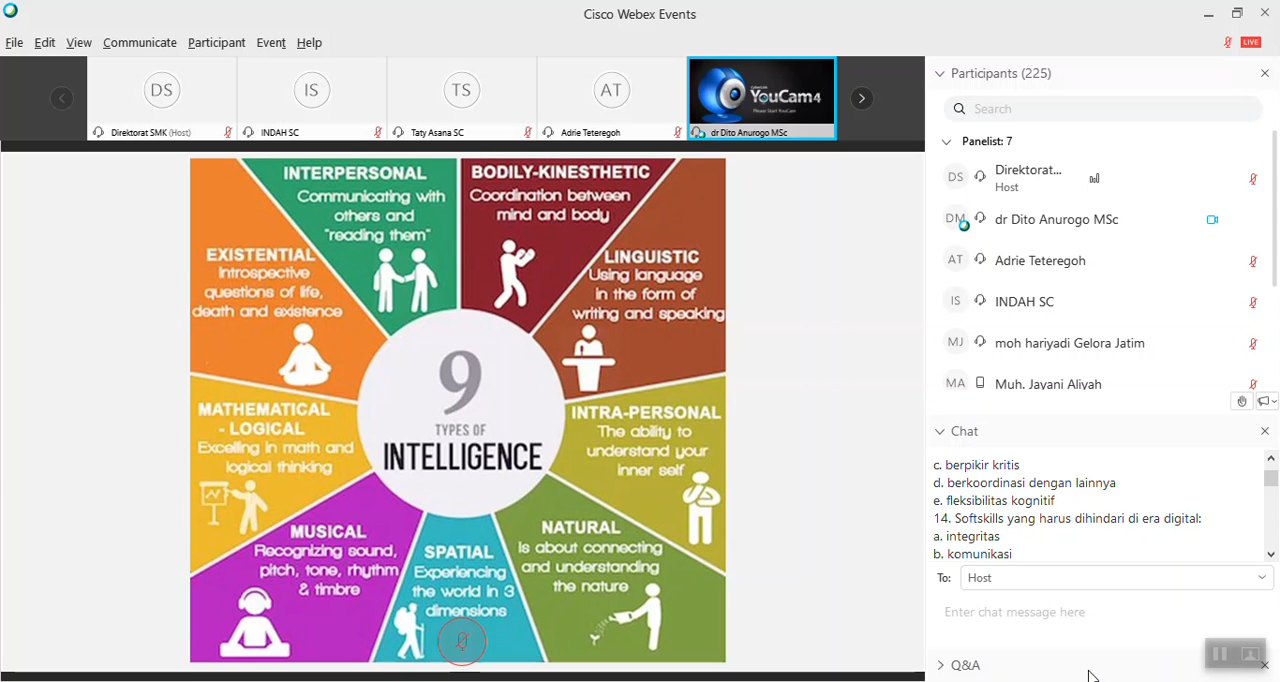 Cisco Webex Events
File Edit View Communicate Participant Event Help
LIVE
DS
IS
TS
AT
YouCam4
Please Start YouCam
Direktorat SMK (Host)
INDAH SC
Taty Asana SC
Adrie Teteregoh
dr Dito Anurogo MSc
INTERPERSONAL
Communicating with
others and
"reading them"
BODILY-KINESTHETIC
Coordination between
mind and body
EXISTENTIAL
Introspective
questions of life,
death and existence
LINGUISTIC
Using language
in the form of
writing and speaking
9
TYPES OF
INTELLIGENCE
MATHEMATICAL
- LOGICAL
Excelling in math and
logical thinking
INTRA-PERSONAL
The ability to
understand your
inner self
MUSICAL
Recognizing sound,
pitch, tone, rhythm
& timbre
SPATIAL
Experiencing
the world in 3
dimensions
NATURAL
Is about connecting
and understanding
the nature
Participants (225)
Search
Panelist: 7
DS Direktorat...
Host
DM dr Dito Anurogo MSc
AT Adrie Teteregoh
IS INDAH SC
MJ moh hariyadi Gelora Jatim
MA Muh. Jayani Aliyah
Chat
c. berpikir kritis
d. berkoordinasi dengan lainnya
e. fleksibilitas kognitif
14. Softskills yang harus dihindari di era digital:
a. integritas
b. komunikasi
To: Host
Enter chat message here
Q&A